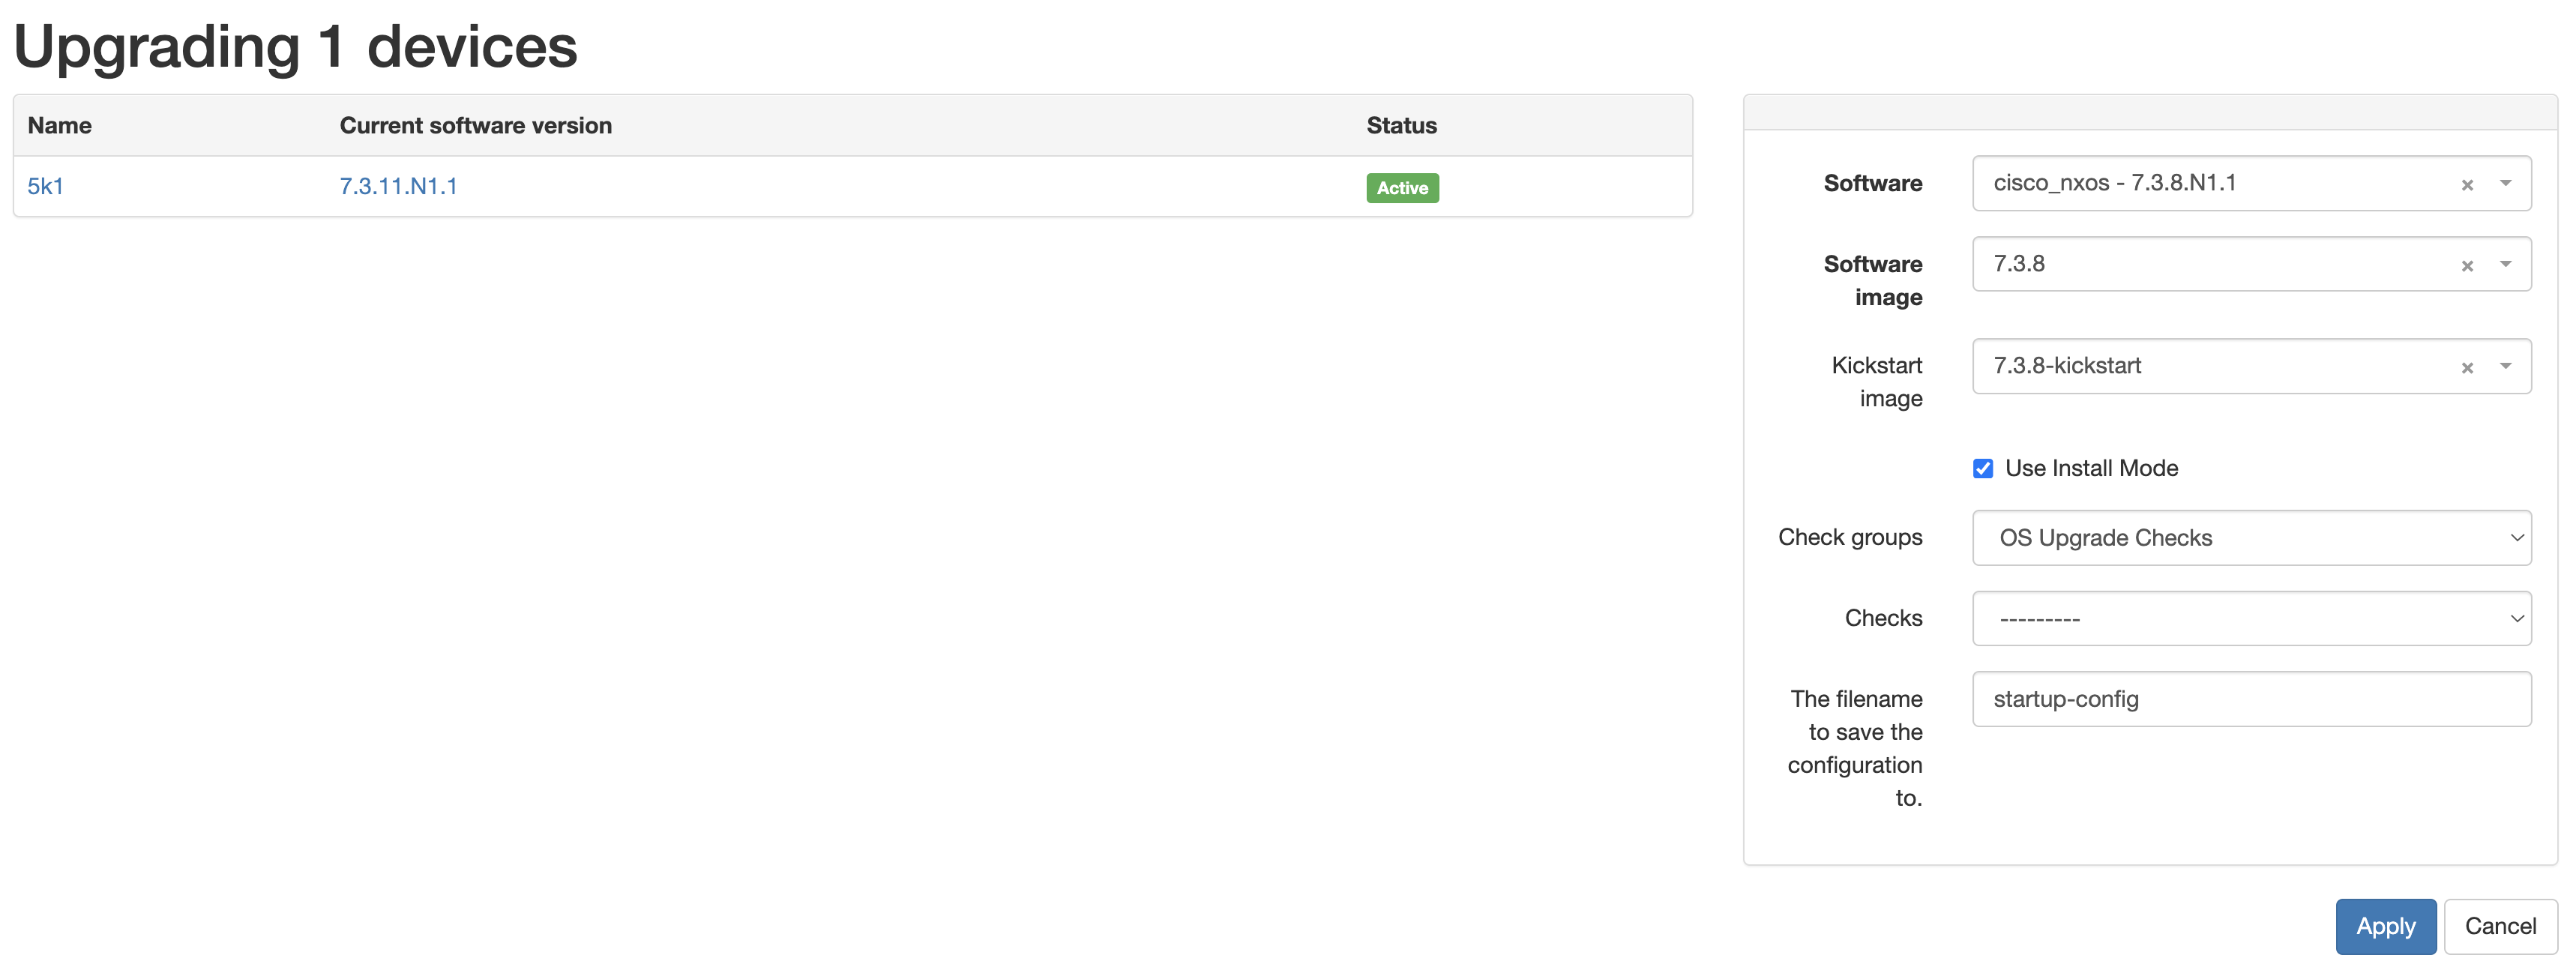 Upgrading 1 devices
Name Current software version Status
5k1 7.3.11.N1.1 Active
Software cisco_nxos - 7.3.8.N1.1 ×
Software 7.3.8 ×
image
Kickstart 7.3.8-kickstart ×
image
Use Install Mode
Check groups OS Upgrade Checks
Checks ---------
The filename startup-config
to save the
configuration
to.
Apply Cancel